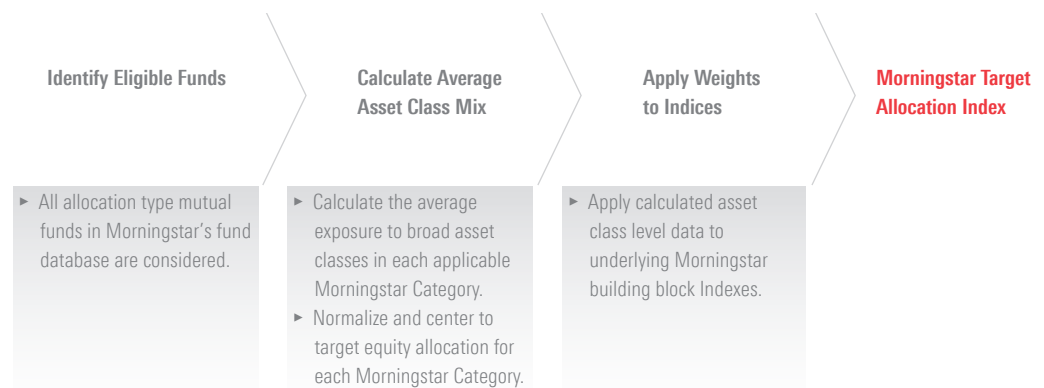 Identify Eligible Funds
Calculate Average
Asset Class Mix
Apply Weights
to Indices
Morningstar Target
Allocation Index
► All allocation type mutual
funds in Morningstar’s fund
database are considered.
► Calculate the average
exposure to broad asset
classes in each applicable
Morningstar Category.
► Normalize and center to
target equity allocation for
each Morningstar Category.
► Apply calculated asset
class level data to
underlying Morningstar
building block Indexes.